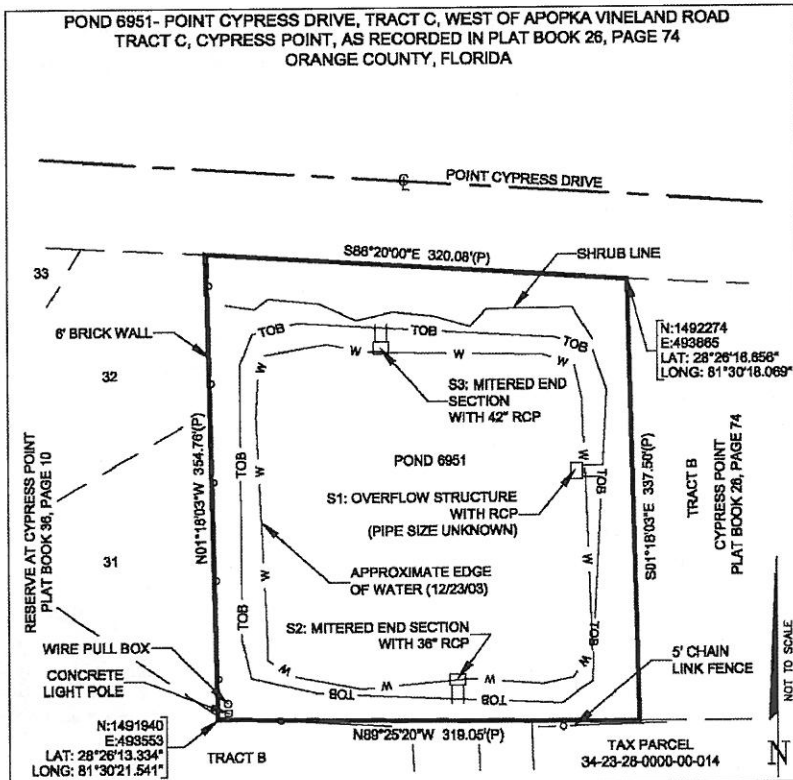 POND 6951- POINT CYPRESS DRIVE, TRACT C, WEST OF APOPKA VINELAND ROAD
TRACT C, CYPRESS POINT, AS RECORDED IN PLAT BOOK 26, PAGE 74
ORANGE COUNTY, FLORIDA
POINT CYPRESS DRIVE
S86°20'00"E 320.08'(P)
SHRUB LINE
33
6' BRICK WALL
TOB
TOB
TOB
W
W
W
N:1492274
E:493865
LAT: 28°26'16.656"
LONG: 81°30'18.069"
32
S3: MITERED END
SECTION
WITH 42" RCP
W
RESERVE AT CYPRESS POINT
PLAT BOOK 36, PAGE 10
N01°18'03"W 354.76'(P)
TOB
W
POND 6951
W
TOB
S01°18'03"E 337.50'(P)
TRACT B
CYPRESS POINT
PLAT BOOK 26, PAGE 74
S1: OVERFLOW STRUCTURE
WITH RCP
(PIPE SIZE UNKNOWN)
31
W
APPROXIMATE EDGE
OF WATER (12/23/03)
W
TOB
TOB
S2: MITERED END SECTION
WITH 36" RCP
WIRE PULL BOX
CONCRETE
LIGHT POLE
W
W
W
W
TOB
TOB
5' CHAIN
LINK FENCE
NOT TO SCALE
N:1491940
E:493553
LAT: 28°26'13.334"
LONG: 81°30'21.541"
TRACT B
N89°25'20"W 319.05'(P)
TAX PARCEL
34-23-28-0000-00-014
N